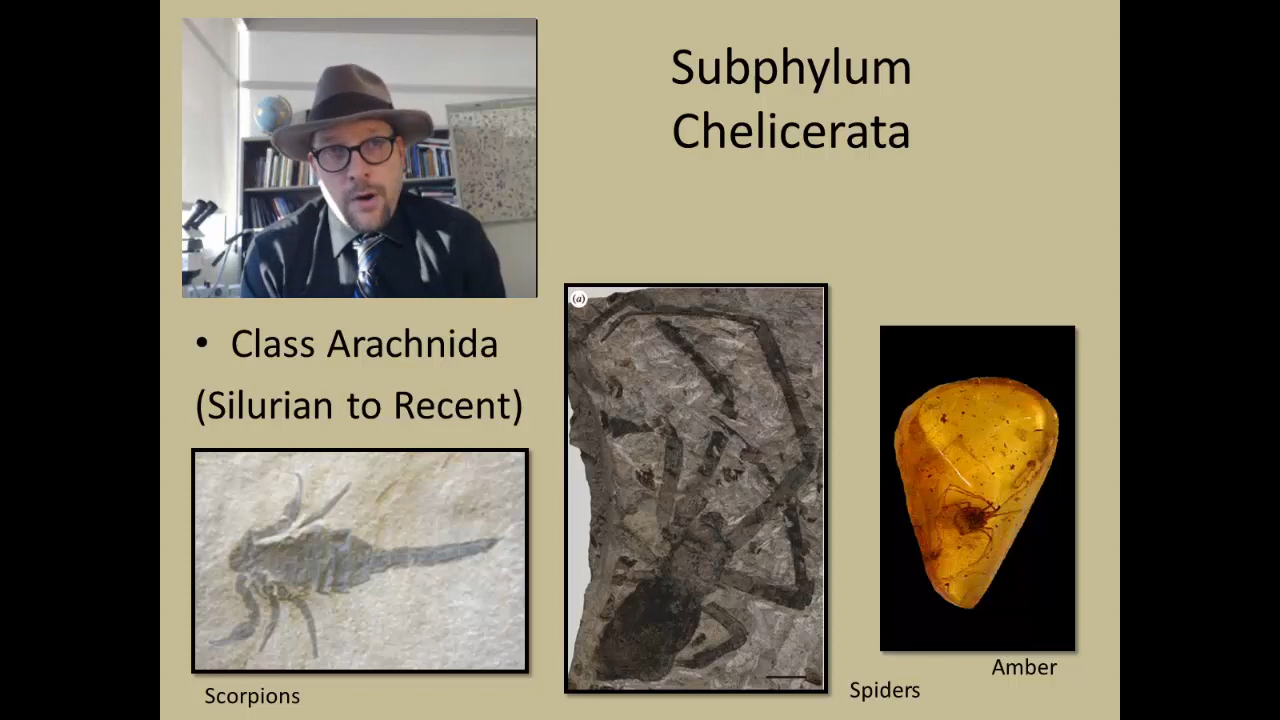 Subphylum
Chelicerata
• Class Arachnida
(Silurian to Recent)
(a)
Scorpions
Spiders
Amber